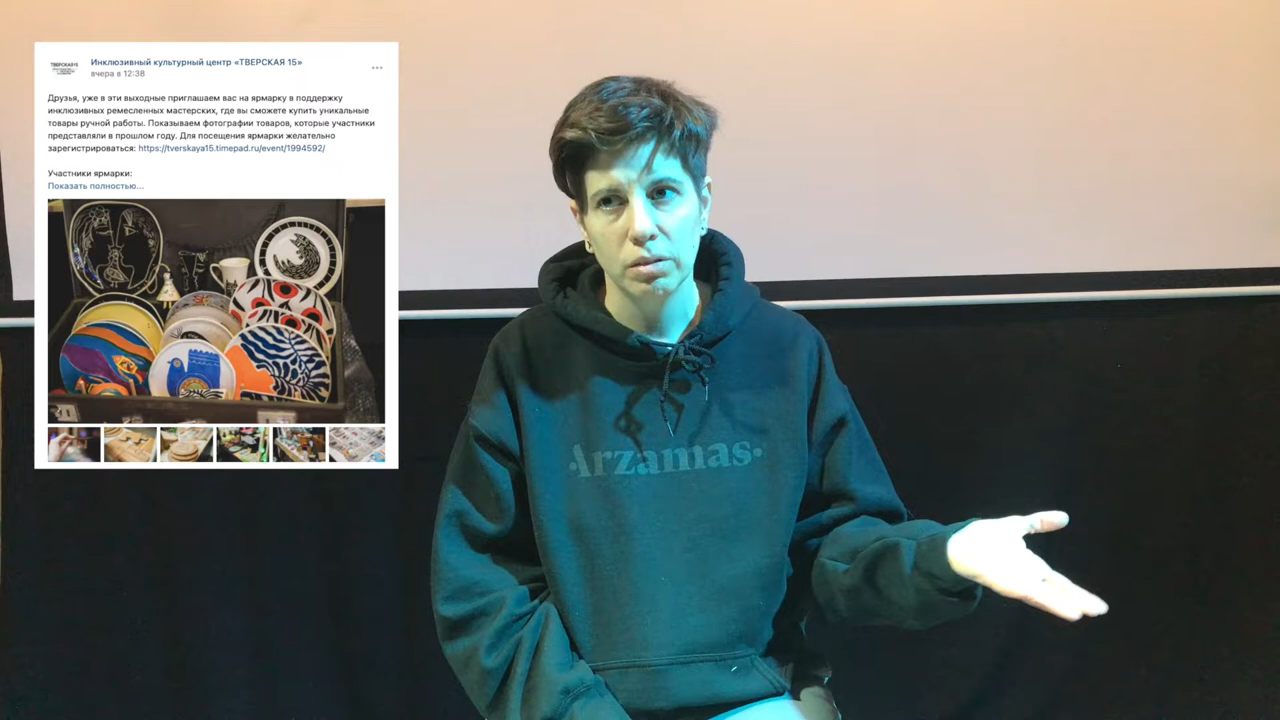 ТВЕРСКАЯ15
Инклюзивный культурный центр «ТВЕРСКАЯ 15»
вчера в 12:38
Друзья, уже в эти выходные приглашаем вас на ярмарку в поддержку
инклюзивных ремесленных мастерских, где вы сможете купить уникальные
товары ручной работы. Показываем фотографии товаров, которые участники
представляли в прошлом году. Для посещения ярмарки желательно
зарегистрироваться: https://tverskaya15.timepad.ru/event/1994592/
Участники ярмарки:
Показать полностью...
·Arzamas·